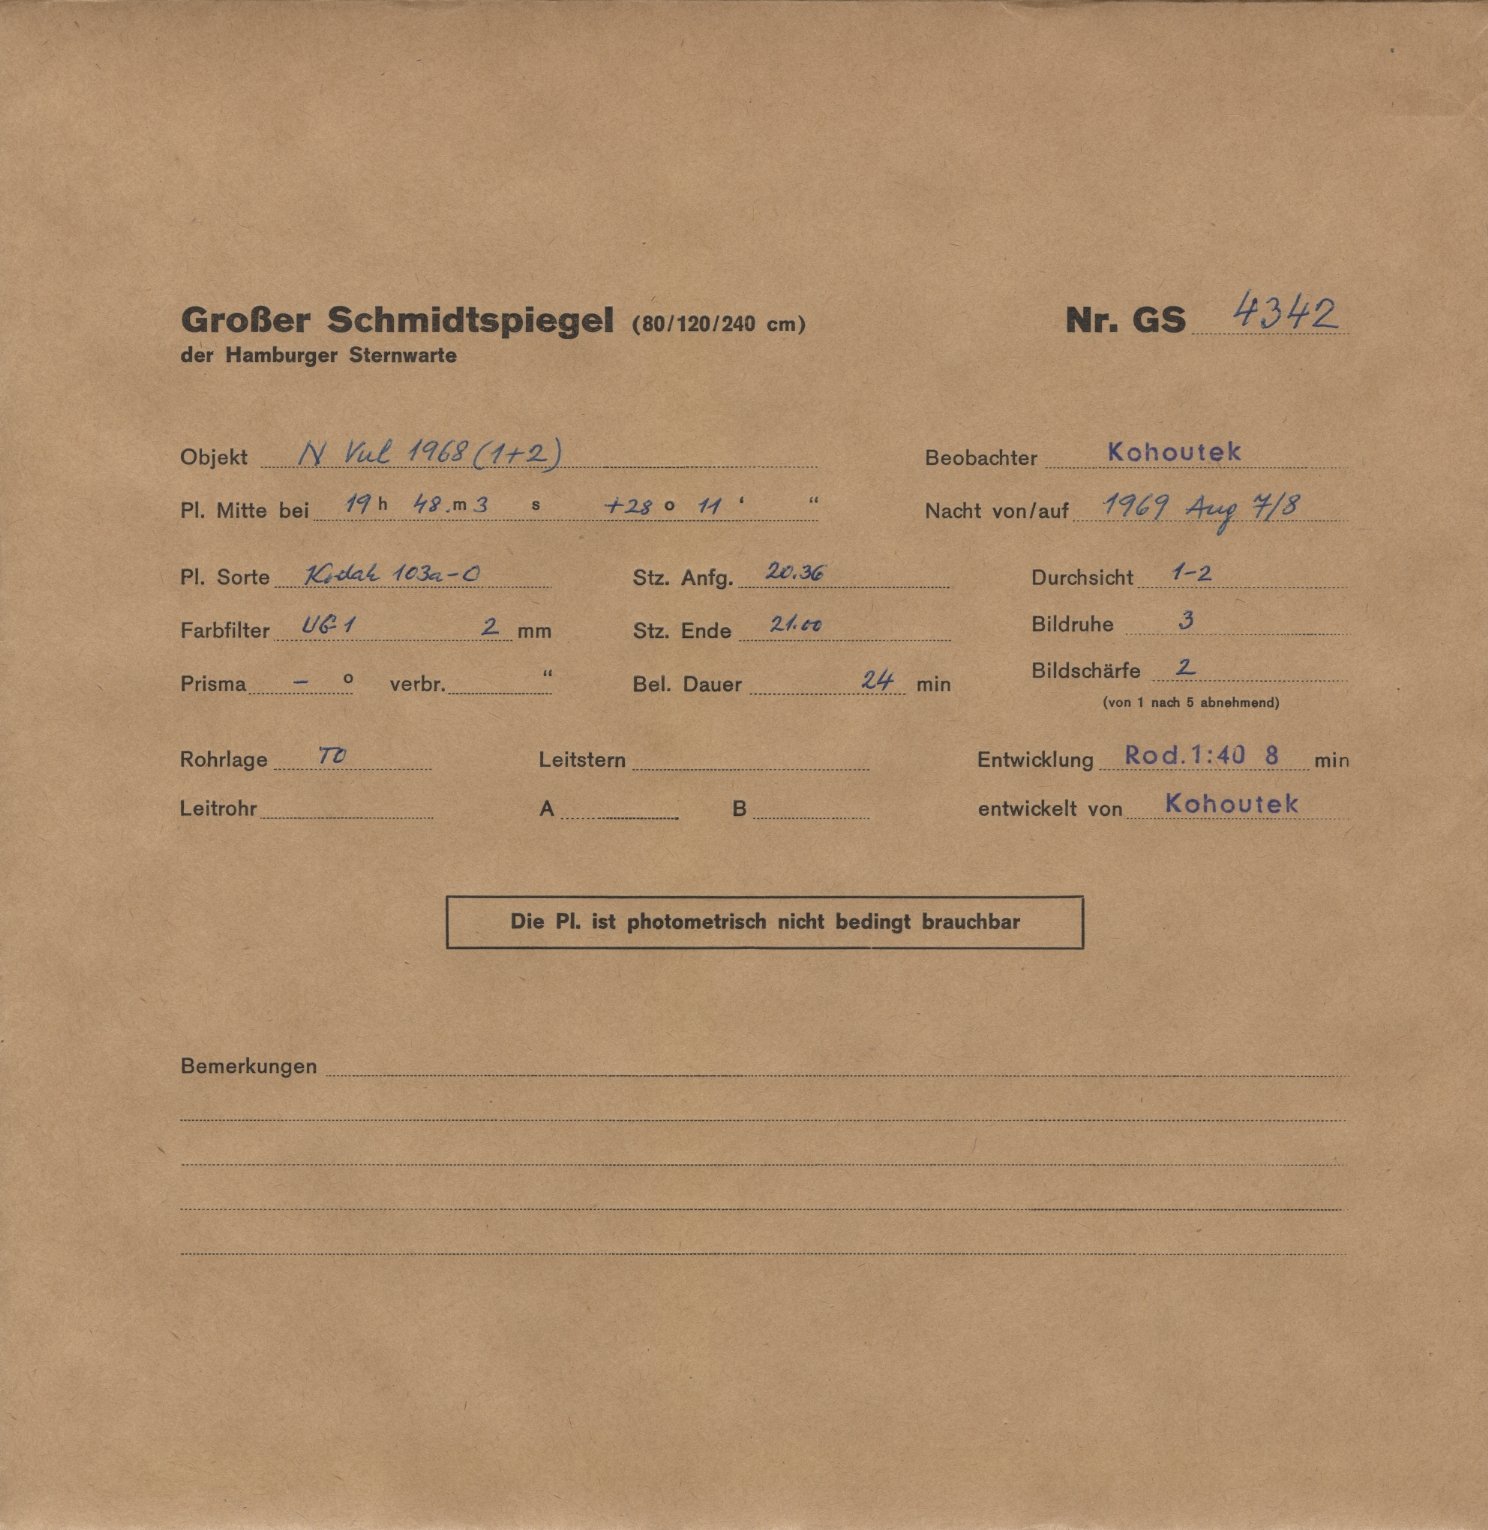 Großer Schmidtspiegel (80/120/240 cm) Nr. GS 4342
der Hamburger Sternwarte
Objekt N Vul 1968 (1+2) Beobachter Kohoutek
Pl. Mitte bei 19 h 48. m 3 s +28 o 11 ‘ “ Nacht von/auf 1969 Aug 7/8
Pl. Sorte Kodak 103a-O Stz. Anfg. 20.36 Durchsicht 1-2
Farbfilter UG 1 2 mm Stz. Ende 21.00 Bildruhe 3
Prisma – o verbr. “ Bel. Dauer 24 min Bildschärfe 2
(von 1 nach 5 abnehmend)
Rohrlage TO Leitstern Entwicklung Rod.1:40 8 min
Leitrohr A B entwickelt von Kohoutek
Die Pl. ist photometrisch nicht bedingt brauchbar
Bemerkungen